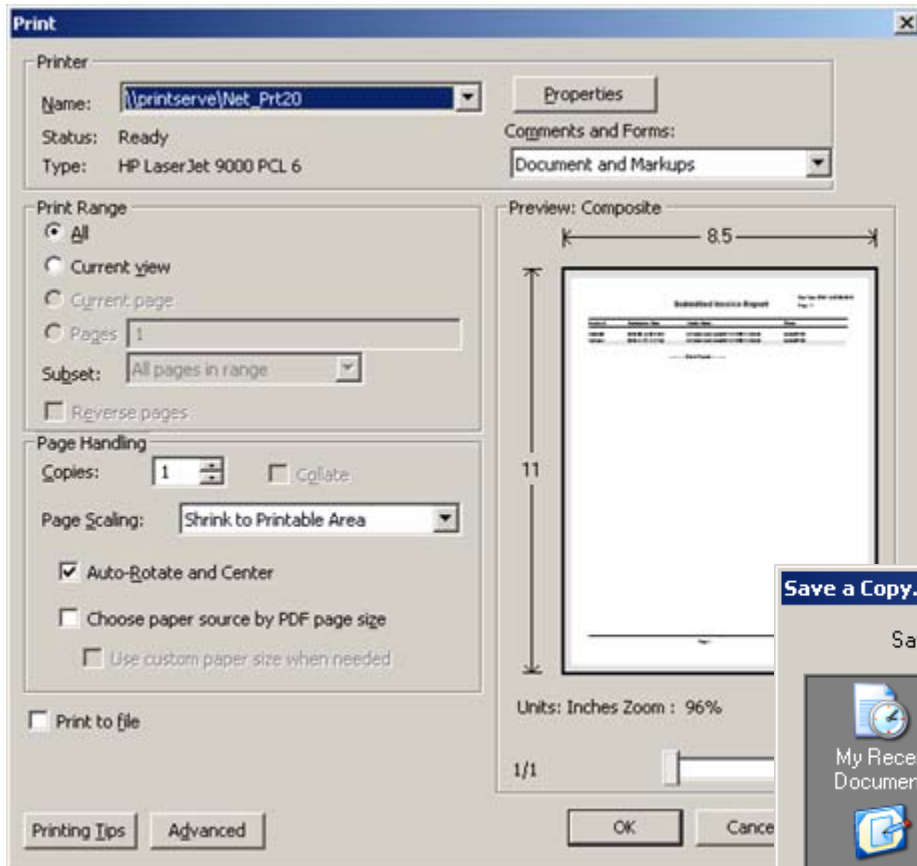 Print
Printer
Name: \\printserve\Net_Prt20
Properties
Status: Ready
Comments and Forms:
Type: HP LaserJet 9000 PCL 6
Document and Markups
Print Range
All
Current view
Current page
Pages 1
Subset: All pages in range
Reverse pages
Page Handling
Copies: 1
Collate
Page Scaling: Shrink to Printable Area
Auto-Rotate and Center
Choose paper source by PDF page size
Use custom paper size when needed
Print to file
Printing Tips
Advanced
Preview: Composite
8.5
11
Submitted Invoice Report
Units: Inches Zoom : 96%
1/1
OK
Cance
Save a Copy.
Sa
My Rece
Documen